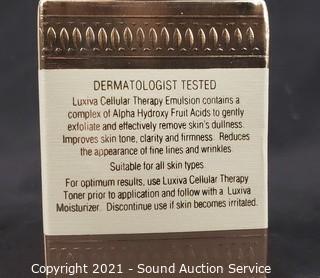 DERMATOLOGIST TESTED
Luxiva Cellular Therapy Emulsion contains a
complex of Alpha Hydroxy Fruit Acids to gently
exfoliate and effectively remove skin's dullness.
Improves skin tone, clarity and firmness. Reduces
the appearance of fine lines and wrinkles.
Suitable for all skin types.
For optimum results, use Luxiva Cellular Therapy
Toner prior to application and follow with a Luxiva
Moisturizer. Discontinue use if skin becomes irritated.
Copyright 2021 - Sound Auction Service